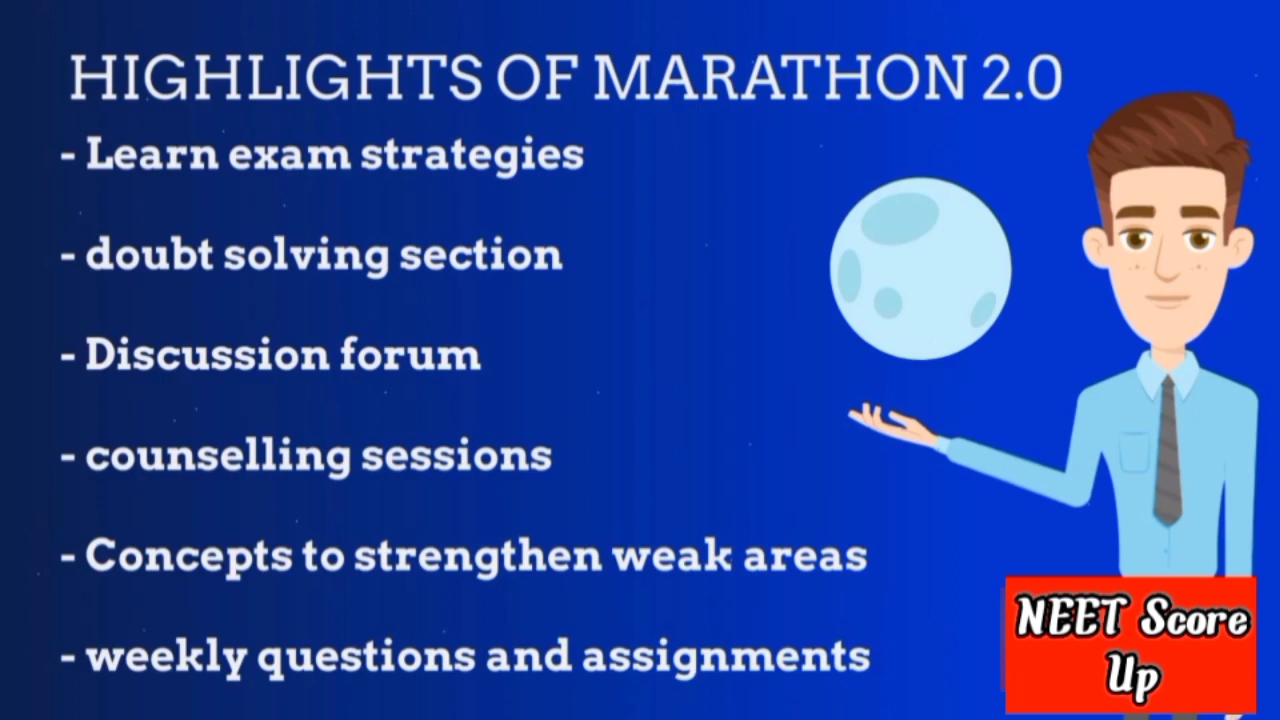 HIGHLIGHTS OF MARATHON 2.0
- Learn exam strategies
- doubt solving section
- Discussion forum
- counselling sessions
- Concepts to strengthen weak areas
- weekly questions and assignments
NEET Score
Up